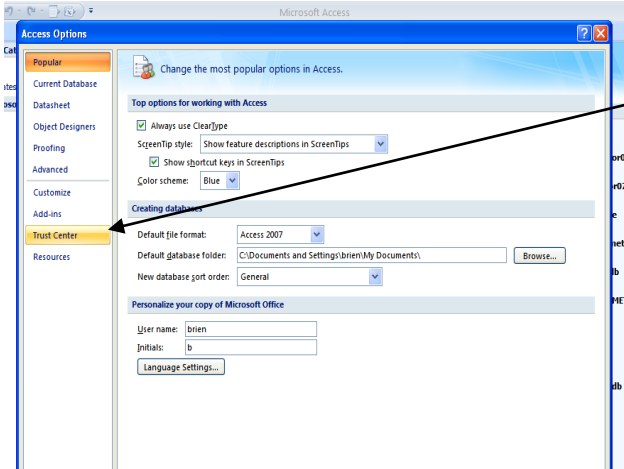 Microsoft Access
Access Options
Cat
Popular
Change the most popular options in Access.
Current Database
Datasheet
Top options for working with Access
Object Designers
Always use ClearType
Proofing
ScreenTip style: Show feature descriptions in ScreenTips
Advanced
Show shortcut keys in ScreenTips
Customize
Color scheme: Blue
Add-ins
Creating databases
Trust Center
Default file format: Access 2007
Resources
Default database folder: C:\Documents and Settings\brien\My Documents\ Browse...
New database sort order: General
Personalize your copy of Microsoft Office
User name: brien
Initials: b
Language Settings...